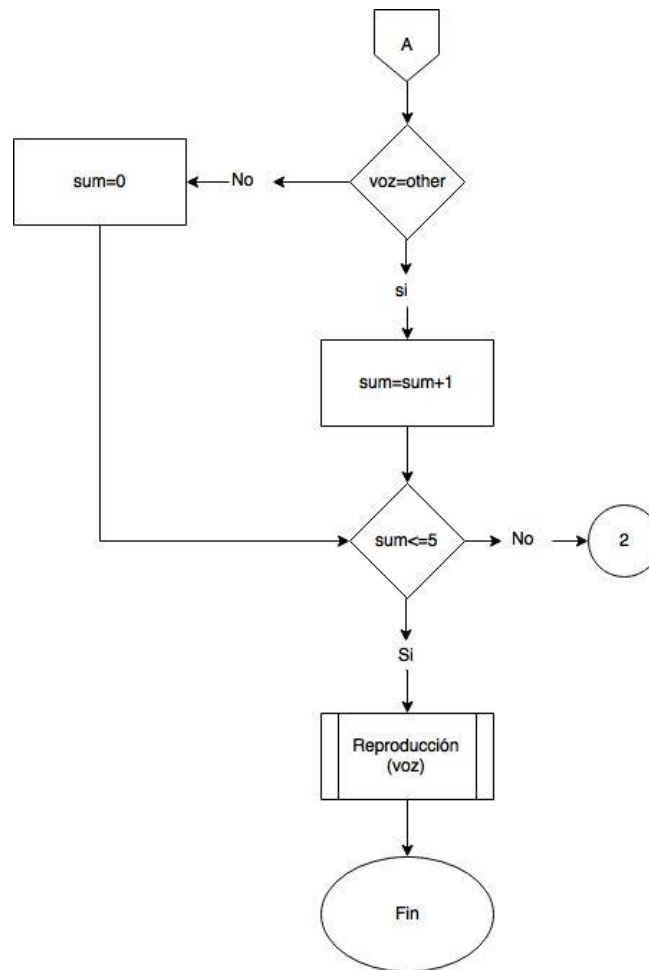 A
voz=other
No
sum=0
si
sum=sum+1
sum<=5
No
2
Si
Reproducción
(voz)
Fin